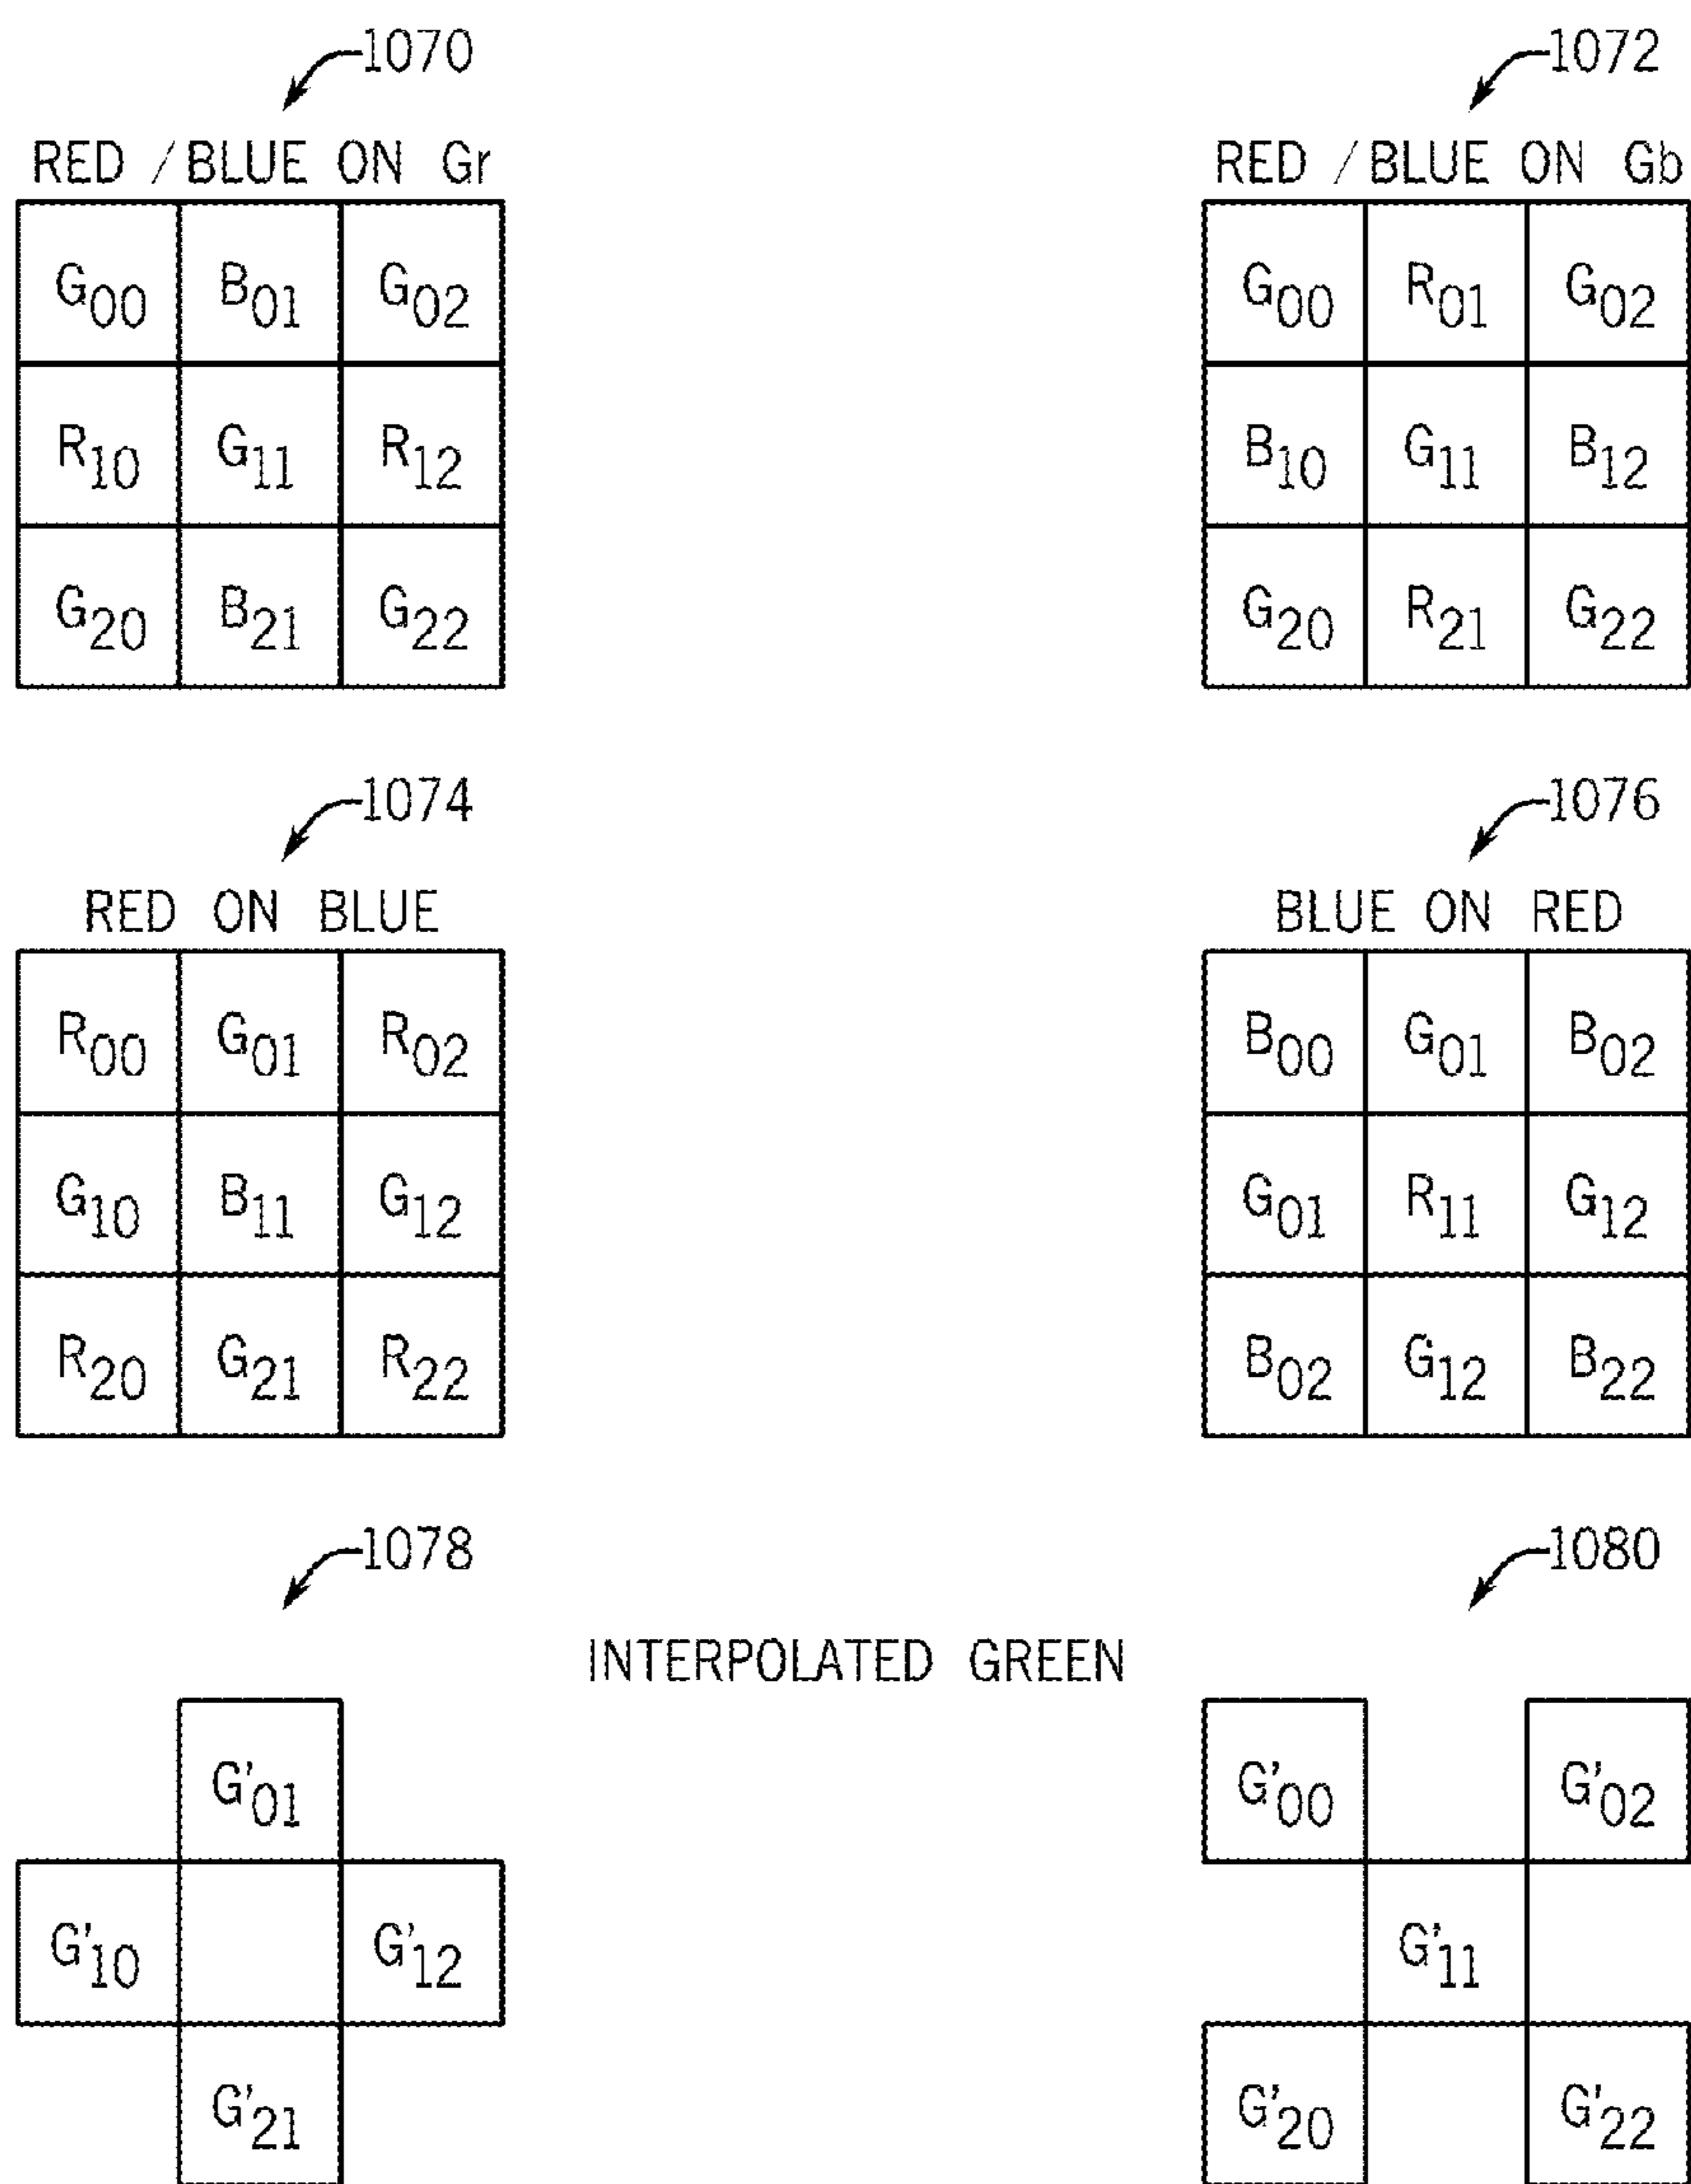 1070
1072
RED / BLUE ON Gr
RED / BLUE ON Gb
G00 B01 G02
G00 R01 G02
R10 G11 R12
B10 G11 B12
G20 B21 G22
G20 R21 G22
1074
1076
RED ON BLUE
BLUE ON RED
R00 G01 R02
B00 G01 B02
G10 B11 G12
G01 R11 G12
R20 G21 R22
B02 G12 B22
1078
1080
INTERPOLATED GREEN
G'01
G'00 G'02
G'10 G'12
G'11
G'21
G'20 G'22